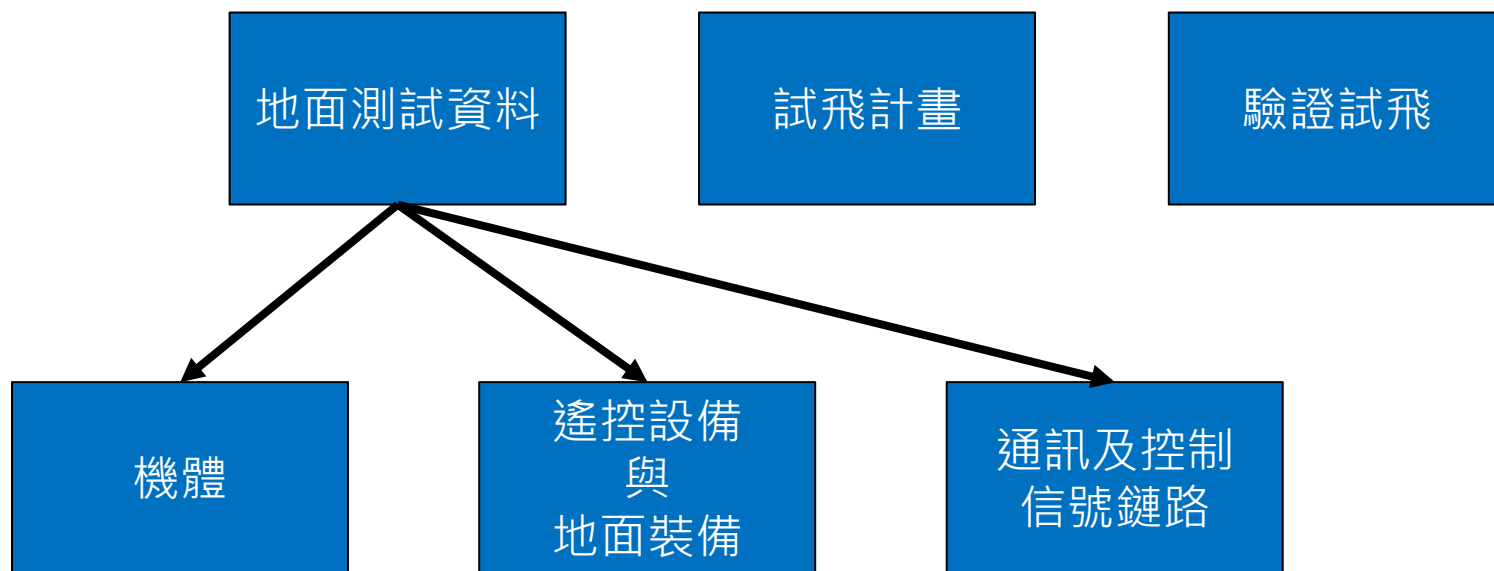 地面測試資料
試飛計畫
驗證試飛
機體
遙控設備
與
地面裝備
通訊及控制
信號鏈路